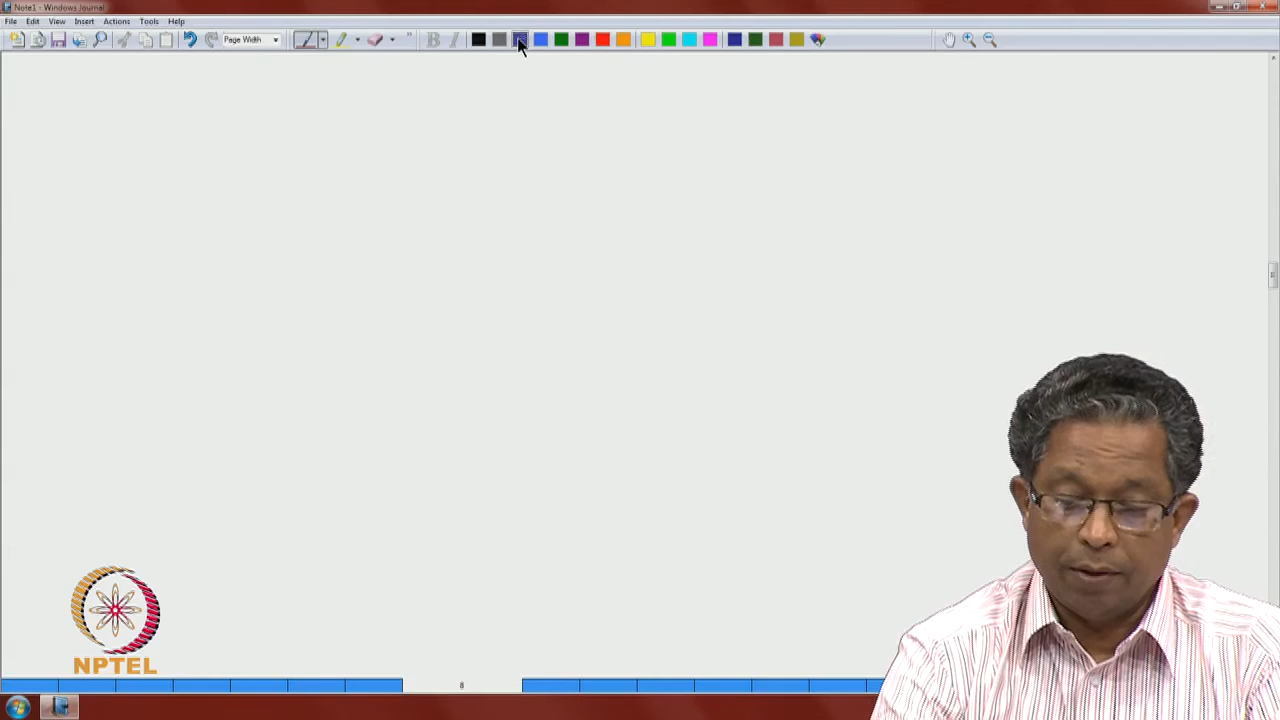 Note1 - Windows Journal
File Edit View Insert Actions Tools Help
Page Width
B I
8
NPTEL